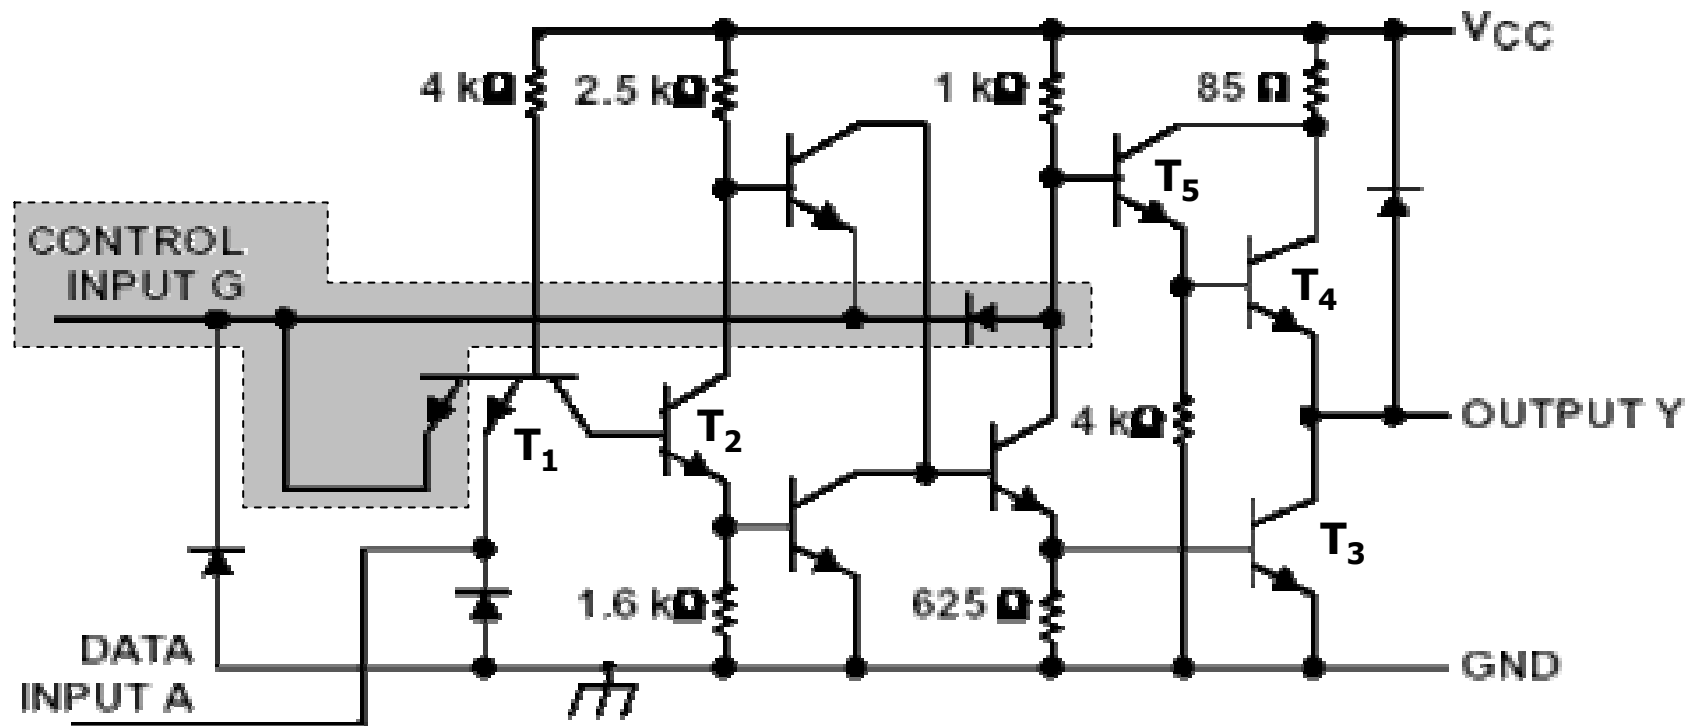 V_CC
4 kΩ
2.5 kΩ
1 kΩ
85 Ω
T5
CONTROL
INPUT G
T4
T1
T2
4 kΩ
OUTPUT Y
T3
1.6 kΩ
625 Ω
DATA
INPUT A
GND